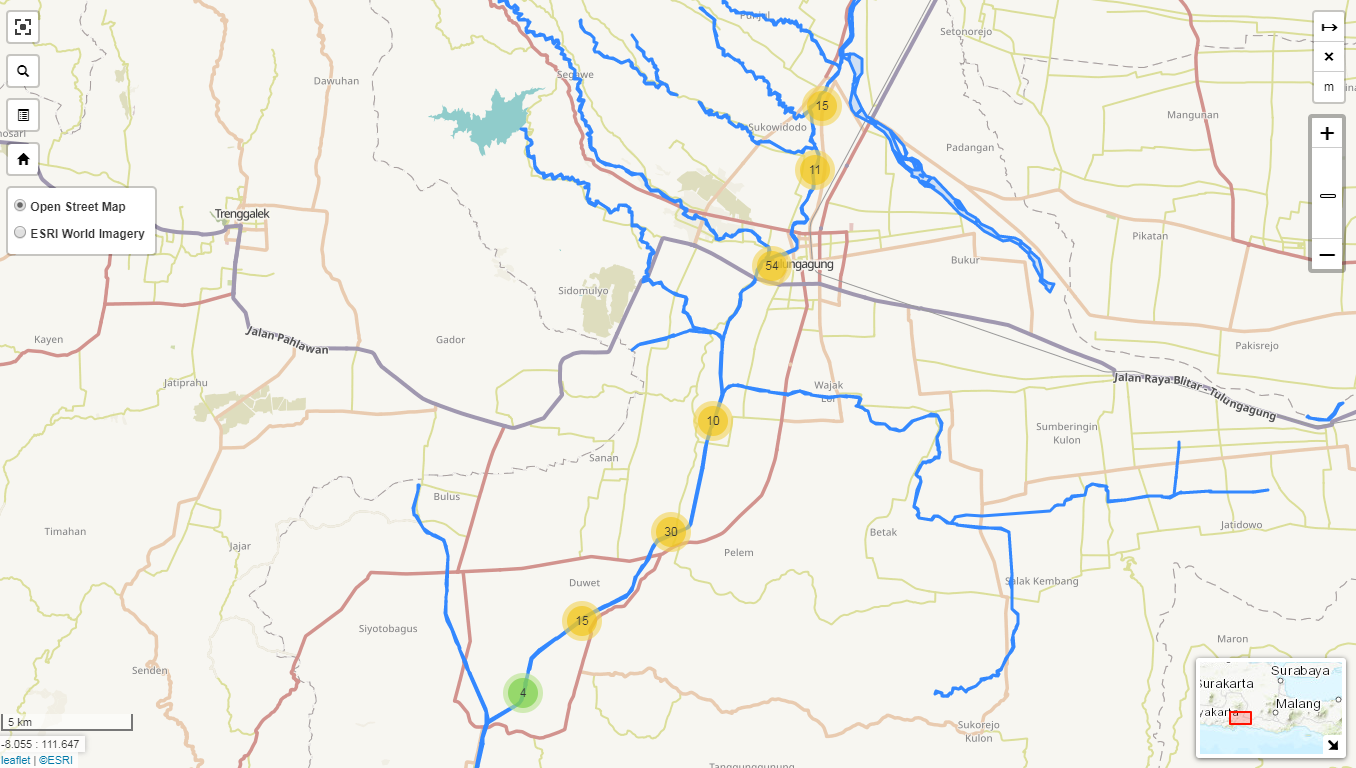 Punjul
Setonorejo
Segawe
Dawuhan
m
15
Mangunan
Sukowidodo
Padangan
11
Open Street Map
ESRI World Imagery
Trenggalek
Pikatan
54
Bukur
Sidomulyo
Kayen
Jalan Pahlawan
Gador
Pakisrejo
Jatiprahu
Wajak
Lor
Jalan Raya Blitar - Tulungagung
10
Sumberingin
Kulon
Sanan
Bulus
Timahan
Jatidowo
30
Betak
Jajar
Pelem
Duwet
Salak Kembang
15
Siyotobagus
Maron
Senden
4
Surabaya
Malang
5 km
Sukorejo
Kulon
-8.055 : 111.647
leaflet | ©ESRI